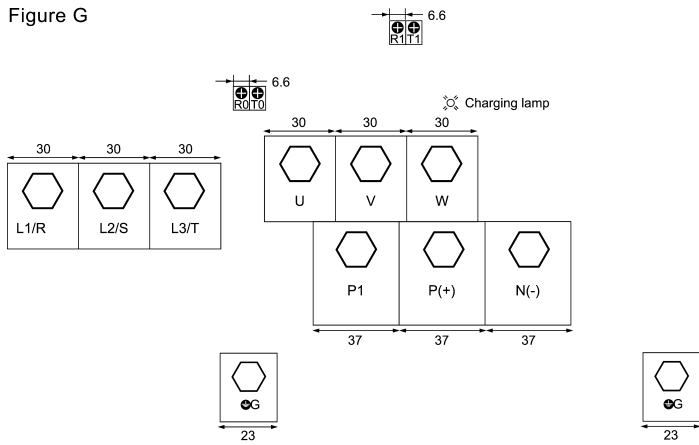 Figure G
6.6
R1 T1
6.6
R0 T0
Charging lamp
30 30 30
30 30 30
U V W
L1/R L2/S L3/T
P1 P(+) N(-)
37 37 37
G G
23 23